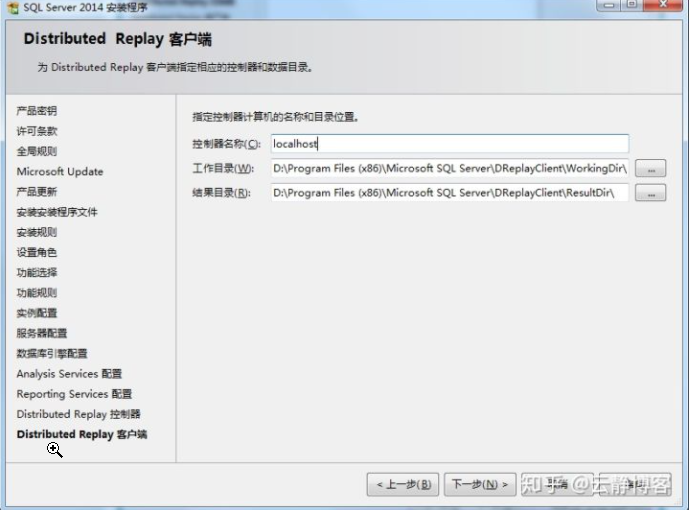 SQL Server 2014 安装程序
Distributed Replay 客户端
为 Distributed Replay 客户端指定相应的控制器和数据目录。
产品密钥
许可条款
全局规则
Microsoft Update
产品更新
安装安装程序文件
安装规则
设置角色
功能选择
功能规则
实例配置
服务器配置
数据库引擎配置
Analysis Services 配置
Reporting Services 配置
Distributed Replay 控制器
Distributed Replay 客户端
指定控制器计算机的名称和目录位置。
控制器名称(C): localhost
工作目录(W): D:\Program Files (x86)\Microsoft SQL Server\DReplayClient\WorkingDir\ ...
结果目录(R): D:\Program Files (x86)\Microsoft SQL Server\DReplayClient\ResultDir\ ...
< 上一步(B) 下一步(N) > 取消
知乎 @云静博客